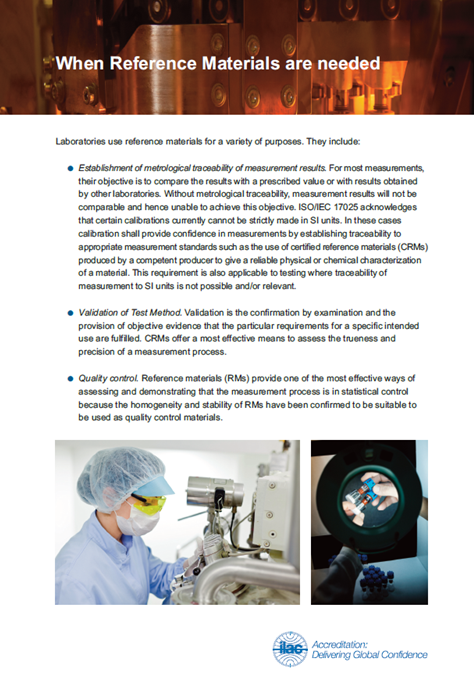 When Reference Materials are needed
Laboratories use reference materials for a variety of purposes. They include:
● Establishment of metrological traceability of measurement results. For most measurements,
their objective is to compare the results with a prescribed value or with results obtained
by other laboratories. Without metrological traceability, measurement results will not be
comparable and hence unable to achieve this objective. ISO/IEC 17025 acknowledges
that certain calibrations currently cannot be strictly made in SI units. In these cases
calibration shall provide confidence in measurements by establishing traceability to
appropriate measurement standards such as the use of certified reference materials (CRMs)
produced by a competent producer to give a reliable physical or chemical characterization
of a material. This requirement is also applicable to testing where traceability of
measurement to SI units is not possible and/or relevant.
● Validation of Test Method. Validation is the confirmation by examination and the
provision of objective evidence that the particular requirements for a specific intended
use are fulfilled. CRMs offer a most effective means to assess the trueness and
precision of a measurement process.
● Quality control. Reference materials (RMs) provide one of the most effective ways of
assessing and demonstrating that the measurement process is in statistical control
because the homogeneity and stability of RMs have been confirmed to be suitable to
be used as quality control materials.
ilac
Accreditation:
Delivering Global Confidence